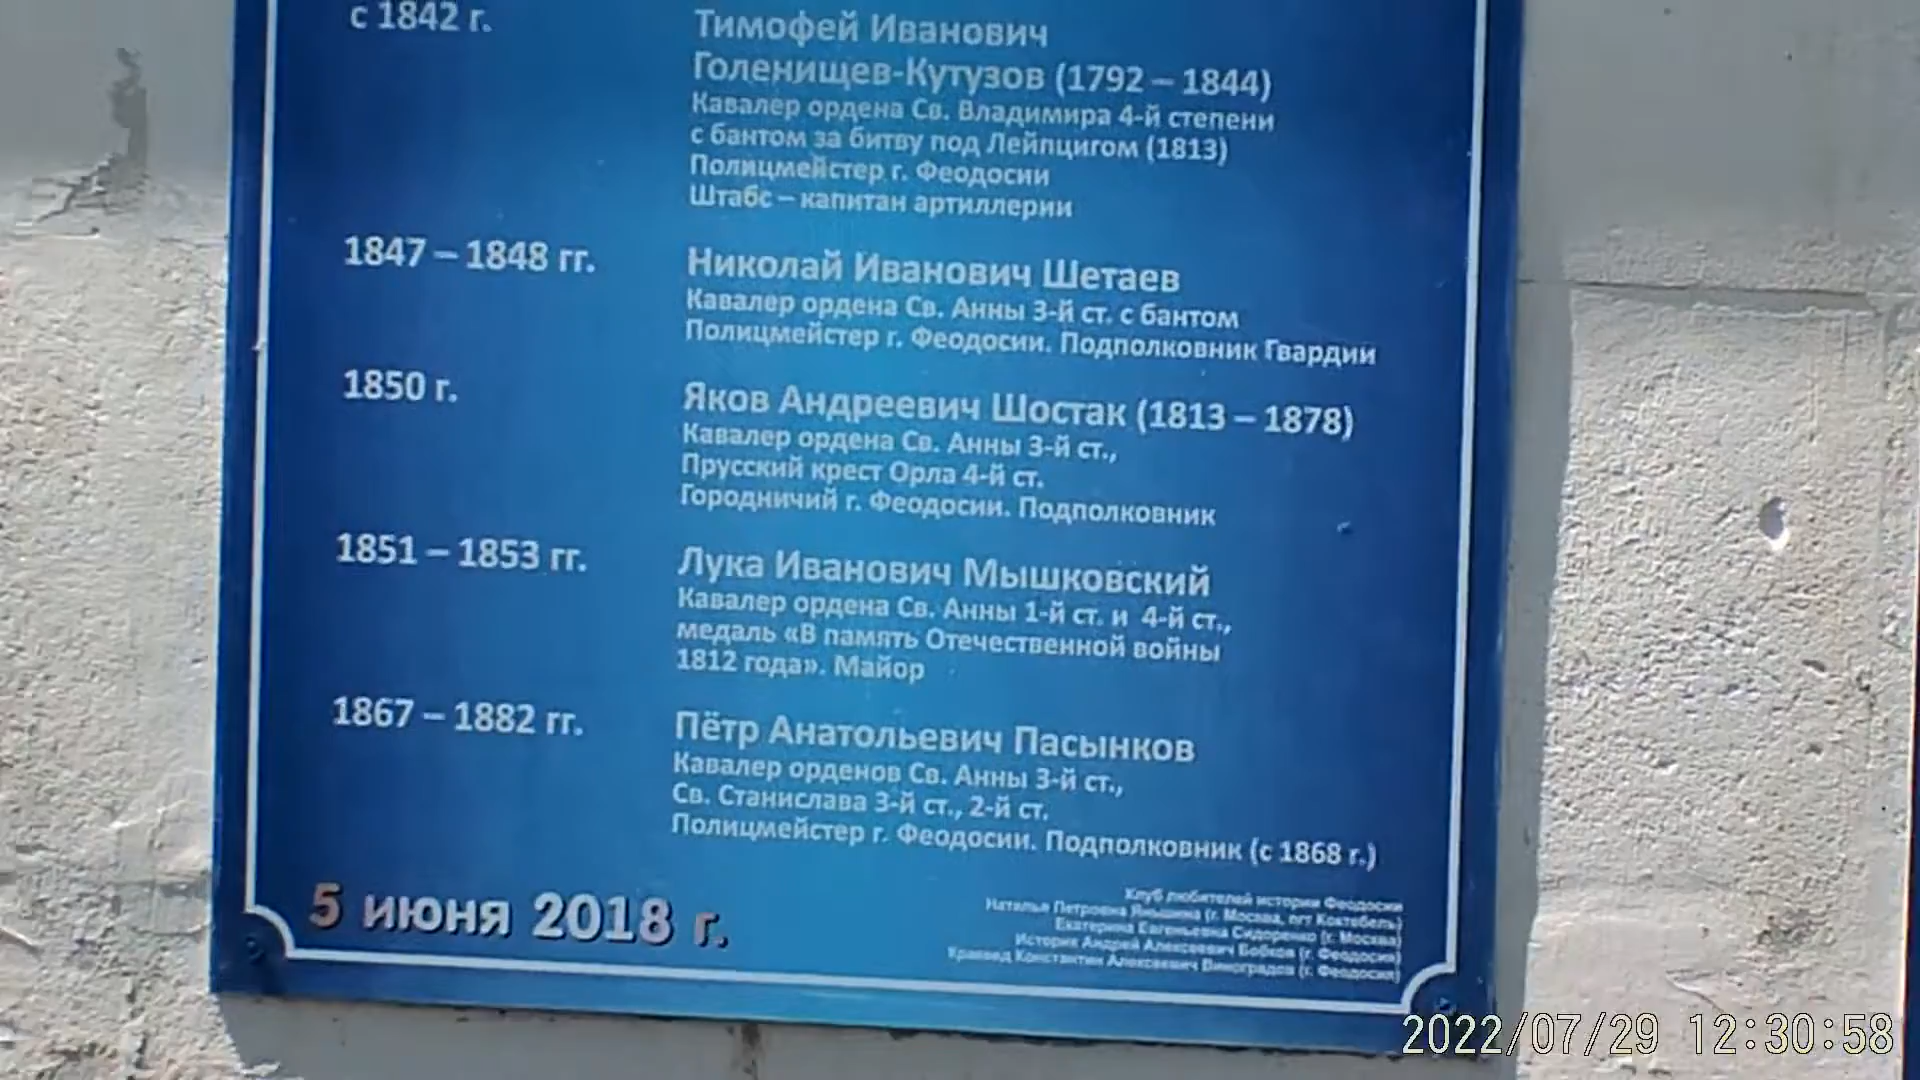 с 1842 г.
Тимофей Иванович
Голенищев-Кутузов (1792 – 1844)
Кавалер ордена Св. Владимира 4-й степени
с бантом за битву под Лейпцигом (1813)
Полицмейстер г. Феодосии
Штабс – капитан артиллерии
1847 – 1848 гг.
Николай Иванович Шетаев
Кавалер ордена Св. Анны 3-й ст. с бантом
Полицмейстер г. Феодосии. Подполковник Гвардии
1850 г.
Яков Андреевич Шостак (1813 – 1878)
Кавалер ордена Св. Анны 3-й ст.,
Прусский крест Орла 4-й ст.
Городничий г. Феодосии. Подполковник
1851 – 1853 гг.
Лука Иванович Мышковский
Кавалер ордена Св. Анны 1-й ст. и 4-й ст.,
медаль «В память Отечественной войны
1812 года». Майор
1867 – 1882 гг.
Пётр Анатольевич Пасынков
Кавалер орденов Св. Анны 3-й ст.,
Св. Станислава 3-й ст., 2-й ст.
Полицмейстер г. Феодосии. Подполковник (с 1868 г.)
5 июня 2018 г.
Клуб любителей истории Феодосии
Наталья Петровна Яньшина (г. Москва, пгт Коктебель)
Екатерина Евгеньевна Сидоренко (г. Москва)
Историк Андрей Алексеевич Бобков (г. Феодосия)
Краевед Константин Алексеевич Виноградов (г. Феодосия)
2022/07/29 12:30:58